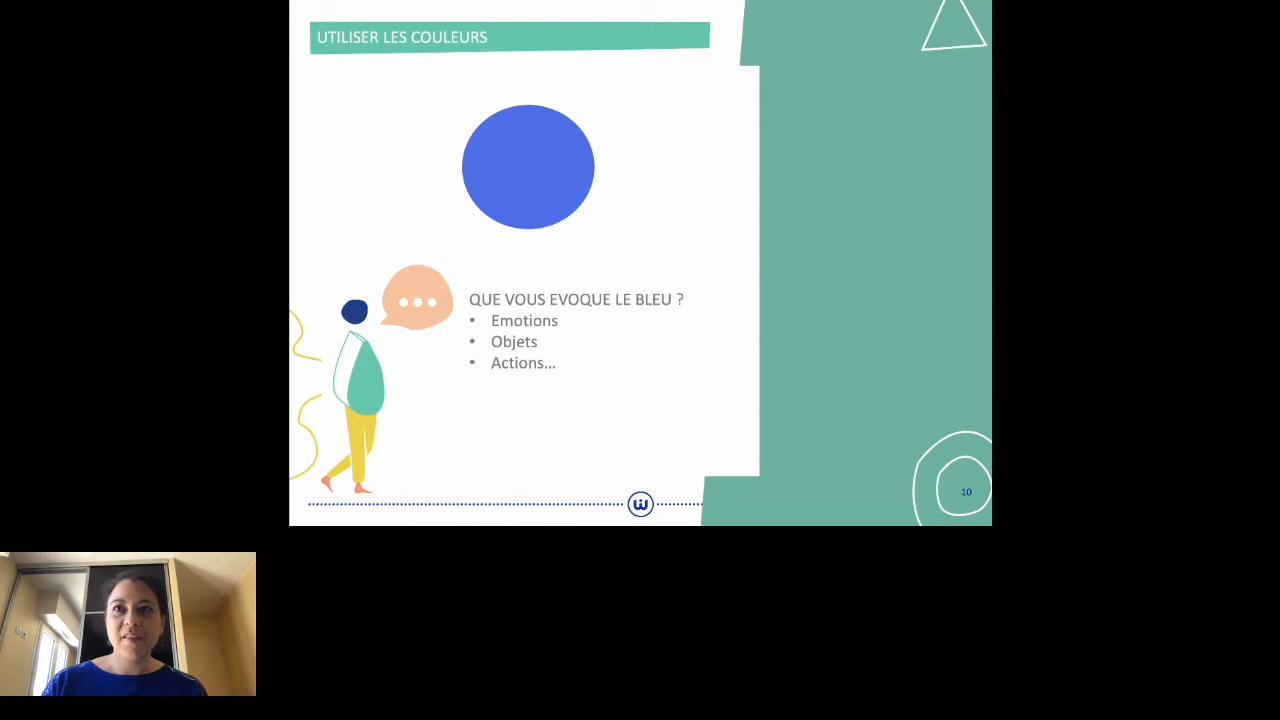 UTILISER LES COULEURS
QUE VOUS EVOQUE LE BLEU ?
• Emotions
• Objets
• Actions...
10